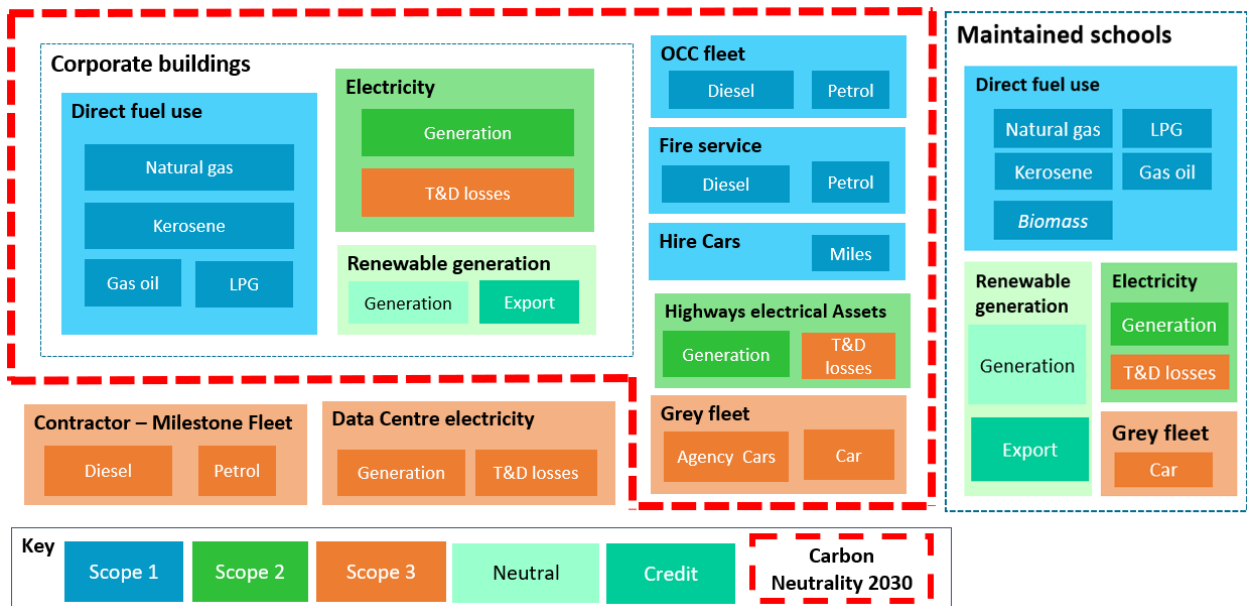 Corporate buildings
Direct fuel use
Natural gas
Kerosene
Gas oil
LPG
Electricity
Generation
T&D losses
Renewable generation
Generation
Export
OCC fleet
Diesel
Petrol
Fire service
Diesel
Petrol
Hire Cars
Miles
Highways electrical Assets
Generation
T&D
losses
Grey fleet
Agency Cars
Car
Contractor – Milestone Fleet
Diesel
Petrol
Data Centre electricity
Generation
T&D losses
Maintained schools
Direct fuel use
Natural gas
LPG
Kerosene
Gas oil
Biomass
Renewable
generation
Generation
Export
Electricity
Generation
T&D losses
Grey fleet
Car
Key
Scope 1
Scope 2
Scope 3
Neutral
Credit
Carbon
Neutrality 2030